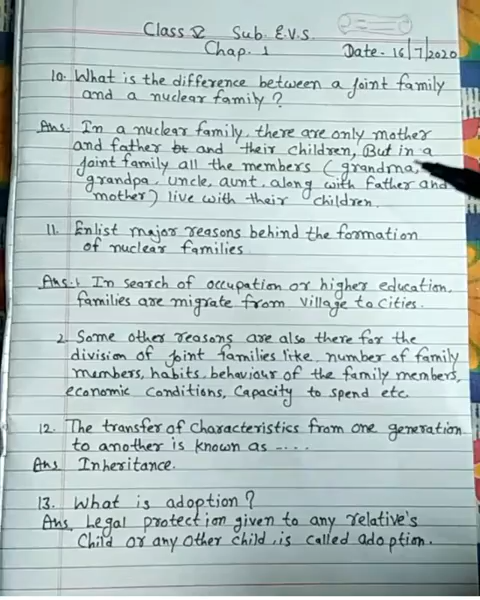 Class V Sub. E.V.S.
Chap. 1 Date- 16/7/2020
10. What is the difference between a joint family
and a nuclear family?
Ans. In a nuclear family, there are only mother
and father and their children, But in a
joint family all the members (grandma,
grandpa, uncle, aunt, along with father and
mother) live with their children.
11. Enlist major reasons behind the formation
of nuclear families
Ans.1 In search of occupation or higher education,
families are migrate from village to cities.
2. Some other reasons are also there for the
division of joint families like, number of family
members, habits, behaviour of the family members,
economic conditions, capacity to spend etc.
12. The transfer of characteristics from one generation
to another is known as ....
Ans Inheritance.
13. What is adoption?
Ans. Legal protection given to any relative's
child or any other child, is called adoption.